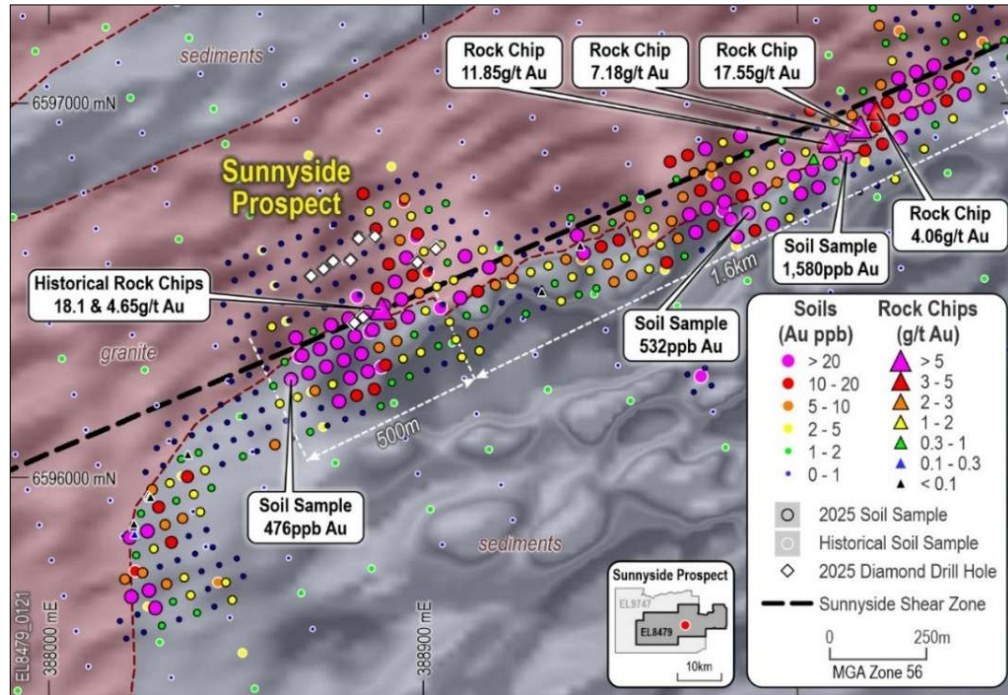 sediments
Rock Chip
11.85g/t Au
Rock Chip
7.18g/t Au
Rock Chip
17.55g/t Au
6597000 mN
Sunnyside
Prospect
Historical Rock Chips
18.1 & 4.65g/t Au
granite
Rock Chip
4.06g/t Au
Soil Sample
1,580ppb Au
1.6km
Soil Sample
532ppb Au
500m
6596000 mN
Soil Sample
476ppb Au
sediments
388000 mE
388900 mE
EL8479_0121
Sunnyside Prospect
EL9747
EL8479
10km
Soils
(Au ppb)
> 20
10 - 20
5 - 10
2 - 5
1 - 2
0 - 1
Rock Chips
(g/t Au)
> 5
3 - 5
2 - 3
1 - 2
0.3 - 1
0.1 - 0.3
< 0.1
2025 Soil Sample
Historical Soil Sample
2025 Diamond Drill Hole
Sunnyside Shear Zone
0 250m
MGA Zone 56